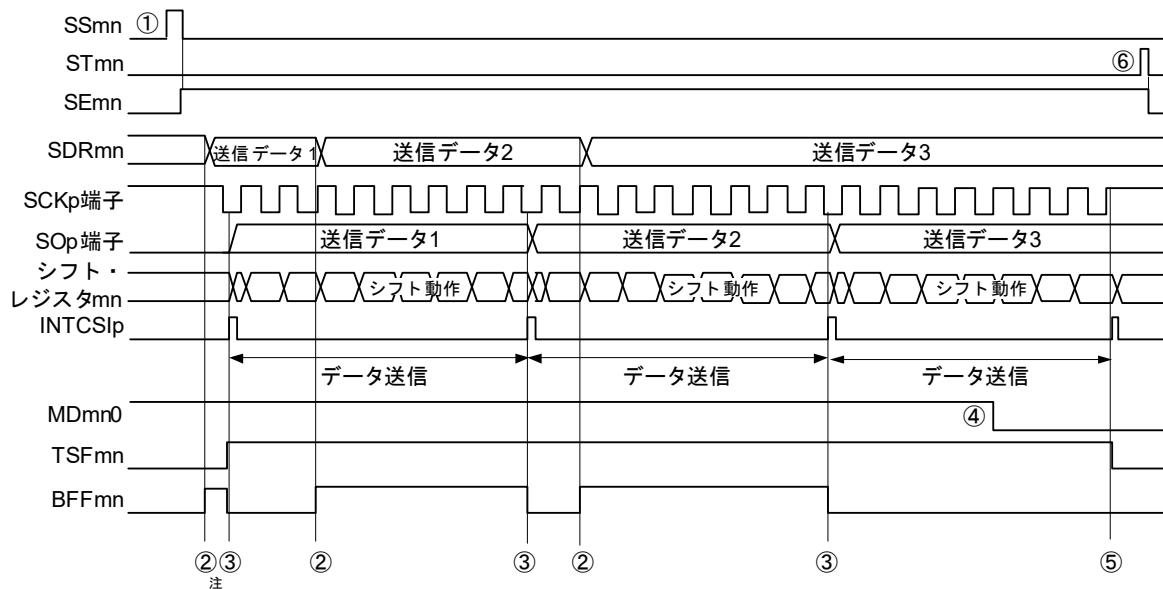 SSmn ①
STmn ⑥
SEmn
SDRmn 送信データ1 送信データ2 送信データ3
SCKp端子
SOp端子 送信データ1 送信データ2 送信データ3
シフト・
レジスタmn シフト動作 シフト動作 シフト動作
INTCSIp
データ送信 データ送信 データ送信
MDmn0 ④
TSFmn
BFFmn
②③ ② ③ ② ③ ⑤
注